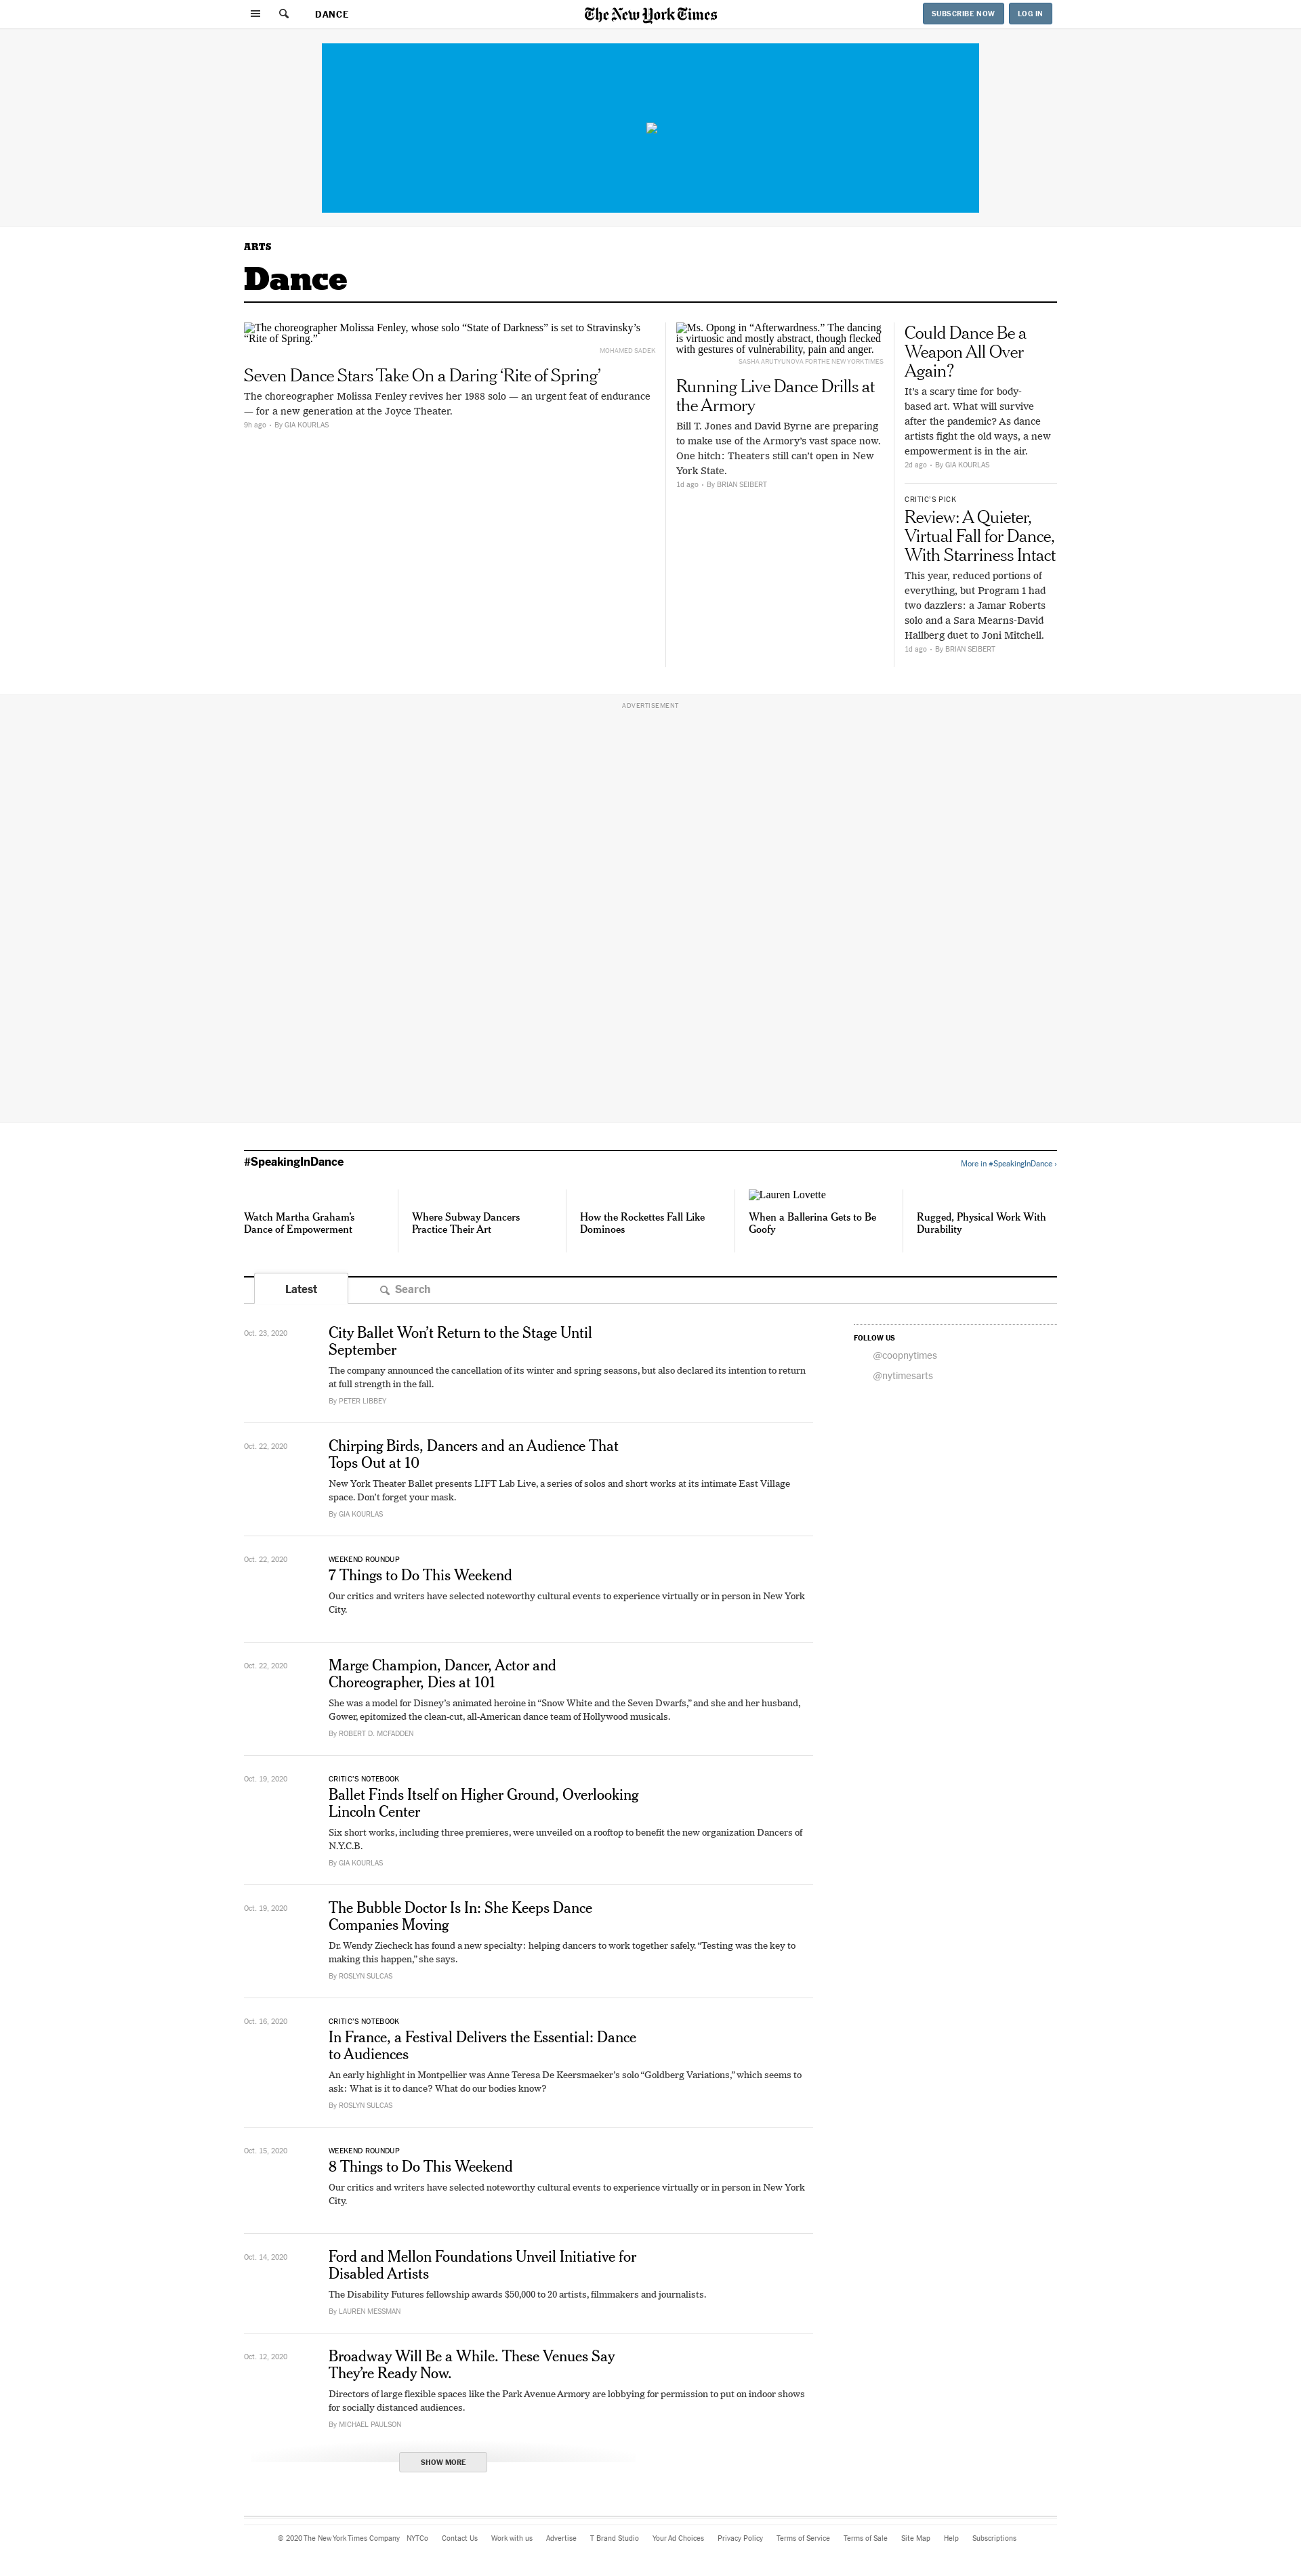 DANCE
The New York Times
SUBSCRIBE NOW
LOG IN
ARTS
Dance
The choreographer Molissa Fenley, whose solo “State of Darkness” is set to Stravinsky’s
“Rite of Spring.”
MOHAMED SADEK
Seven Dance Stars Take On a Daring ‘Rite of Spring’
The choreographer Molissa Fenley revives her 1988 solo — an urgent feat of endurance
— for a new generation at the Joyce Theater.
9h ago • By GIA KOURLAS
Ms. Opong in “Afterwardness.” The dancing
is virtuosic and mostly abstract, though flecked
with gestures of vulnerability, pain and anger.
SASHA ARUTYUNOVA FOR THE NEW YORK TIMES
Running Live Dance Drills at
the Armory
Bill T. Jones and David Byrne are preparing
to make use of the Armory’s vast space now.
One hitch: Theaters still can’t open in New
York State.
1d ago • By BRIAN SEIBERT
Could Dance Be a
Weapon All Over
Again?
It’s a scary time for body-
based art. What will survive
after the pandemic? As dance
artists fight the old ways, a new
empowerment is in the air.
2d ago • By GIA KOURLAS
CRITIC’S PICK
Review: A Quieter,
Virtual Fall for Dance,
With Starriness Intact
This year, reduced portions of
everything, but Program 1 had
two dazzlers: a Jamar Roberts
solo and a Sara Mearns-David
Hallberg duet to Joni Mitchell.
1d ago • By BRIAN SEIBERT
ADVERTISEMENT
#SpeakingInDance
More in #SpeakingInDance ›
Watch Martha Graham’s
Dance of Empowerment
Where Subway Dancers
Practice Their Art
How the Rockettes Fall Like
Dominoes
Lauren Lovette
When a Ballerina Gets to Be
Goofy
Rugged, Physical Work With
Durability
Latest
Search
Oct. 23, 2020
City Ballet Won’t Return to the Stage Until
September
The company announced the cancellation of its winter and spring seasons, but also declared its intention to return
at full strength in the fall.
By PETER LIBBEY
FOLLOW US
@coopnytimes
@nytimesarts
Oct. 22, 2020
Chirping Birds, Dancers and an Audience That
Tops Out at 10
New York Theater Ballet presents LIFT Lab Live, a series of solos and short works at its intimate East Village
space. Don’t forget your mask.
By GIA KOURLAS
Oct. 22, 2020
WEEKEND ROUNDUP
7 Things to Do This Weekend
Our critics and writers have selected noteworthy cultural events to experience virtually or in person in New York
City.
Oct. 22, 2020
Marge Champion, Dancer, Actor and
Choreographer, Dies at 101
She was a model for Disney’s animated heroine in “Snow White and the Seven Dwarfs,” and she and her husband,
Gower, epitomized the clean-cut, all-American dance team of Hollywood musicals.
By ROBERT D. MCFADDEN
Oct. 19, 2020
CRITIC’S NOTEBOOK
Ballet Finds Itself on Higher Ground, Overlooking
Lincoln Center
Six short works, including three premieres, were unveiled on a rooftop to benefit the new organization Dancers of
N.Y.C.B.
By GIA KOURLAS
Oct. 19, 2020
The Bubble Doctor Is In: She Keeps Dance
Companies Moving
Dr. Wendy Ziecheck has found a new specialty: helping dancers to work together safely. “Testing was the key to
making this happen,” she says.
By ROSLYN SULCAS
Oct. 16, 2020
CRITIC’S NOTEBOOK
In France, a Festival Delivers the Essential: Dance
to Audiences
An early highlight in Montpellier was Anne Teresa De Keersmaeker’s solo “Goldberg Variations,” which seems to
ask: What is it to dance? What do our bodies know?
By ROSLYN SULCAS
Oct. 15, 2020
WEEKEND ROUNDUP
8 Things to Do This Weekend
Our critics and writers have selected noteworthy cultural events to experience virtually or in person in New York
City.
Oct. 14, 2020
Ford and Mellon Foundations Unveil Initiative for
Disabled Artists
The Disability Futures fellowship awards $50,000 to 20 artists, filmmakers and journalists.
By LAUREN MESSMAN
Oct. 12, 2020
Broadway Will Be a While. These Venues Say
They’re Ready Now.
Directors of large flexible spaces like the Park Avenue Armory are lobbying for permission to put on indoor shows
for socially distanced audiences.
By MICHAEL PAULSON
SHOW MORE
© 2020 The New York Times Company NYTCo Contact Us Work with us Advertise T Brand Studio Your Ad Choices Privacy Policy Terms of Service Terms of Sale Site Map Help Subscriptions